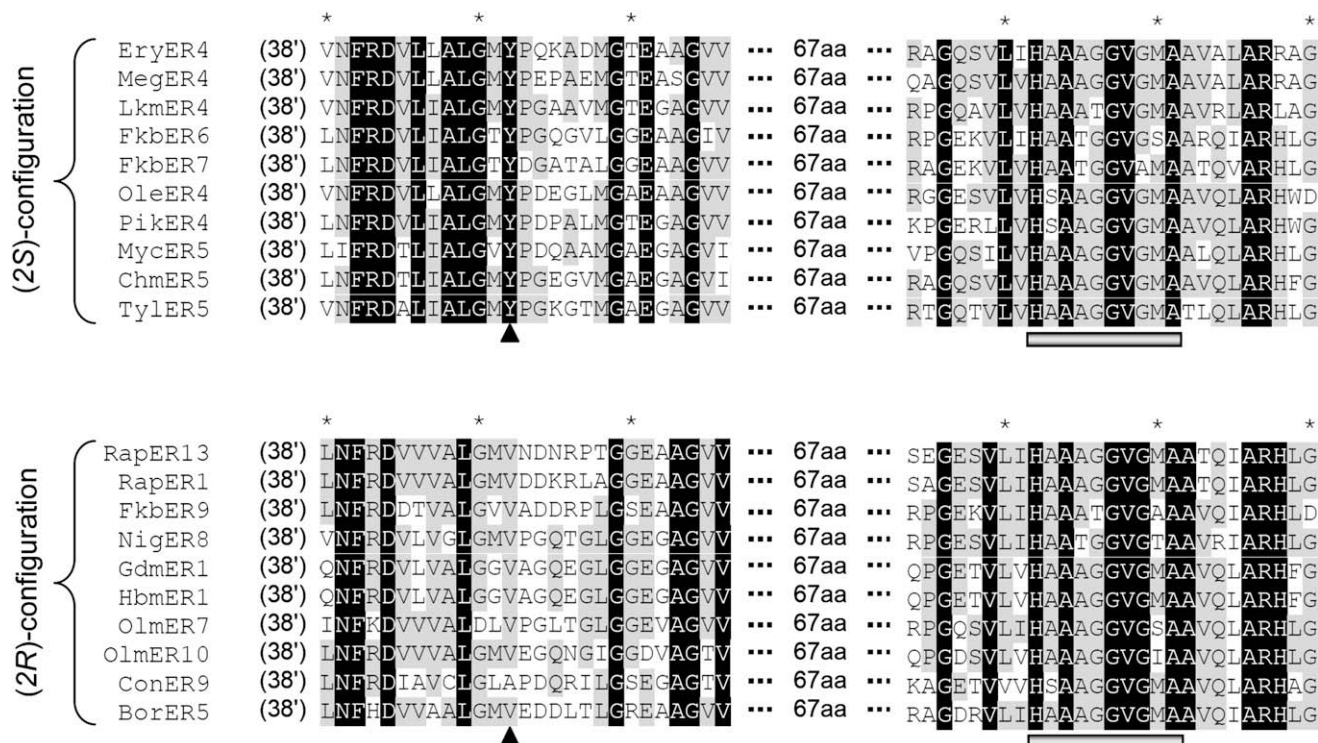 * * * * * *
(2S)-configuration
EryER4 (38') VNFRDVLLALGMYPQKADMGTEAAGVV ··· 67aa ··· RAGQSVLIHAAAGGVGMAAVALARRAG
MegER4 (38') VNFRDVLLALGMYPEPAEMGTEASGVV ··· 67aa ··· QAGQSVLVHAAAGGVGMAAVALARRAG
LkmER4 (38') VNFRDVLIALGMYPGAAVMGTEGAGVV ··· 67aa ··· RPGQAVLVHAAATGVGMAAVRLARLAG
FkbER6 (38') LNFRDVLIALGTYPGQGVLGGEAAGIV ··· 67aa ··· RPGEKVLIHAATGGVGSAARQIARHLG
FkbER7 (38') LNFRDVLIALGTYDGATALGGEAAGVV ··· 67aa ··· RAGEKVLVHAATGGVAMAATQVARHLG
OleER4 (38') VNFRDVLLALGMYPDEGLMGAEAAGVV ··· 67aa ··· RGGESVLVHSAAGGVGMAAVQLARHWD
PikER4 (38') LNFRDVLIALGMYPDPALMGTEGAGVV ··· 67aa ··· KPGERLLVHSAAGGVGMAAVQLARHWG
MycER5 (38') LIFRDTLIALGVYPDQAAMGAEGAGVI ··· 67aa ··· VPGQSILVHAAAGGVGMAALQLARHLG
ChmER5 (38') LNFRDTLIALGMYPGEGVMGAEGAGVI ··· 67aa ··· RAGQSVLVHAAAGGVGMAAVQLARHFG
TylER5 (38') VNFRDALIALGMYPGKGTMGAEGAGVV ··· 67aa ··· RTGQTVLVHAAAGGVGMATLQLARHLG
* * * * * *
(2R)-configuration
RapER13 (38') LNFRDVVVALGMVNDNRPTGGEAAGVV ··· 67aa ··· SEGESVLIHAAAGGVGMAATQIARHLG
RapER1 (38') LNFRDVVVALGMVDDKRLAGGEAAGVV ··· 67aa ··· SAGESVLIHAAAGGVGMAATQIARHLG
FkbER9 (38') LNFRDDTVALGVVADDRPLGSEAAGVV ··· 67aa ··· RPGEKVLIHAAATGVGAAAVQIARHLD
NigER8 (38') VNFRDVLVGLGMVPGQTGLGGEGAGVV ··· 67aa ··· RPGESVLIHAATGGVGTAAVRIARHLG
GdmER1 (38') QNFRDVLVALGGVAGQEGLGGEGAGVV ··· 67aa ··· QPGETVLVHAAAGGVGMAAVQLARHFG
HbmER1 (38') QNFRDVLVALGGVAGQEGLGGEGAGVV ··· 67aa ··· QPGETVLVHAAAGGVGMAAVQLARHFG
OlmER7 (38') INFKDVVVALDLVPGLTGLGGEVAGVV ··· 67aa ··· RPGQSVLIHAAAGGVGSAAVQLARHLG
OlmER10 (38') LNFRDVVVALGMVEGQNGIGGDVAGTV ··· 67aa ··· QPGDSVLVHAAAGGVGIAAVQLARHLG
ConER9 (38') LNFRDIAVCLGLAPDQRILGSEGAGTV ··· 67aa ··· KAGETVVVHSAAGGVGMAAVQLARHAG
BorER5 (38') LNFHDVVAALGMVEDDLTLGREAAGVV ··· 67aa ··· RAGDRVLIHAAAGGVGMAAVQIARHLG